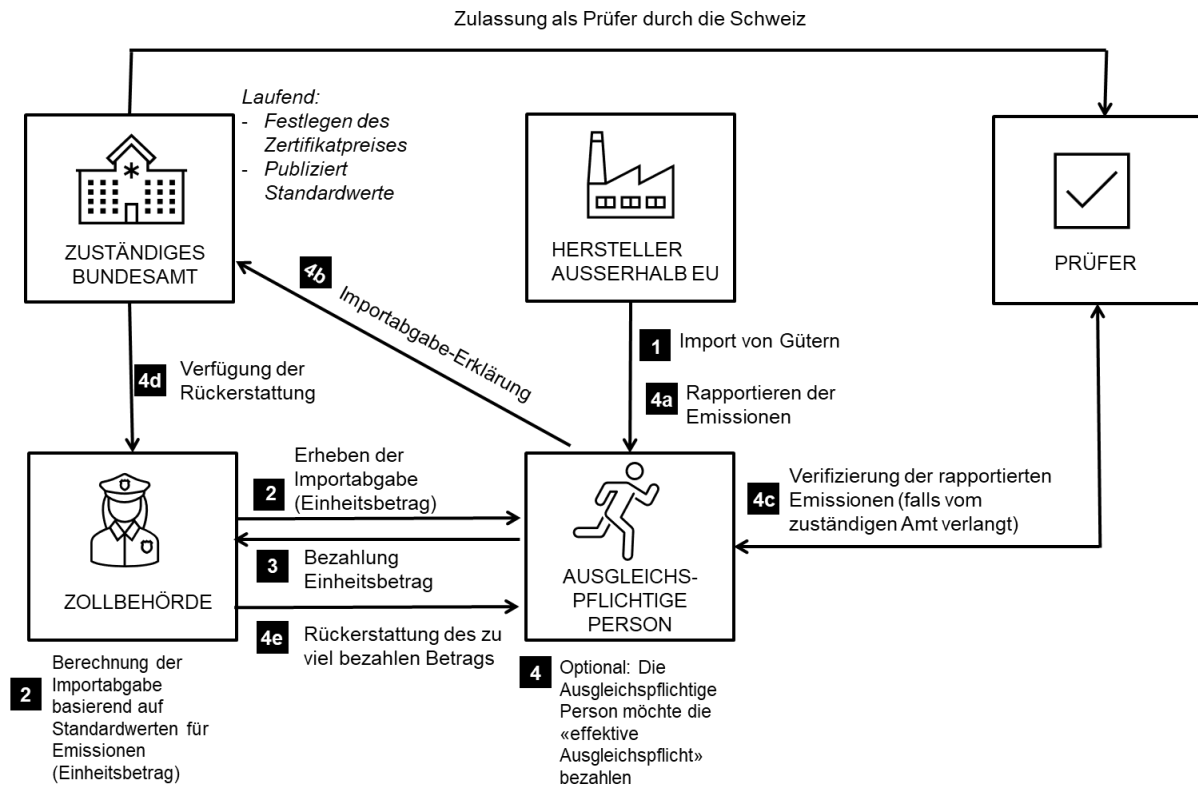 Zulassung als Prüfer durch die Schweiz
Laufend:
- Festlegen des
Zertifikatpreises
- Publiziert
Standardwerte
ZUSTÄNDIGES
BUNDESAMT
HERSTELLER
AUSSERHALB EU
PRÜFER
4b Importabgabe-Erklärung
1 Import von Gütern
4a Rapportieren der
Emissionen
4d Verfügung der
Rückerstattung
Erheben der
Importabgabe
2 (Einheitsbetrag)
3 Bezahlung
Einheitsbetrag
4e Rückerstattung des zu
viel bezahlen Betrags
4c Verifizierung der rapportierten
Emissionen (falls vom
zuständigen Amt verlangt)
ZOLLBEHÖRDE
AUSGLEICHS-
PFLICHTIGE
PERSON
2 Berechnung der
Importabgabe
basierend auf
Standardwerten für
Emissionen
(Einheitsbetrag)
4 Optional: Die
Ausgleichspflichtige
Person möchte die
«effektive
Ausgleichspflicht»
bezahlen